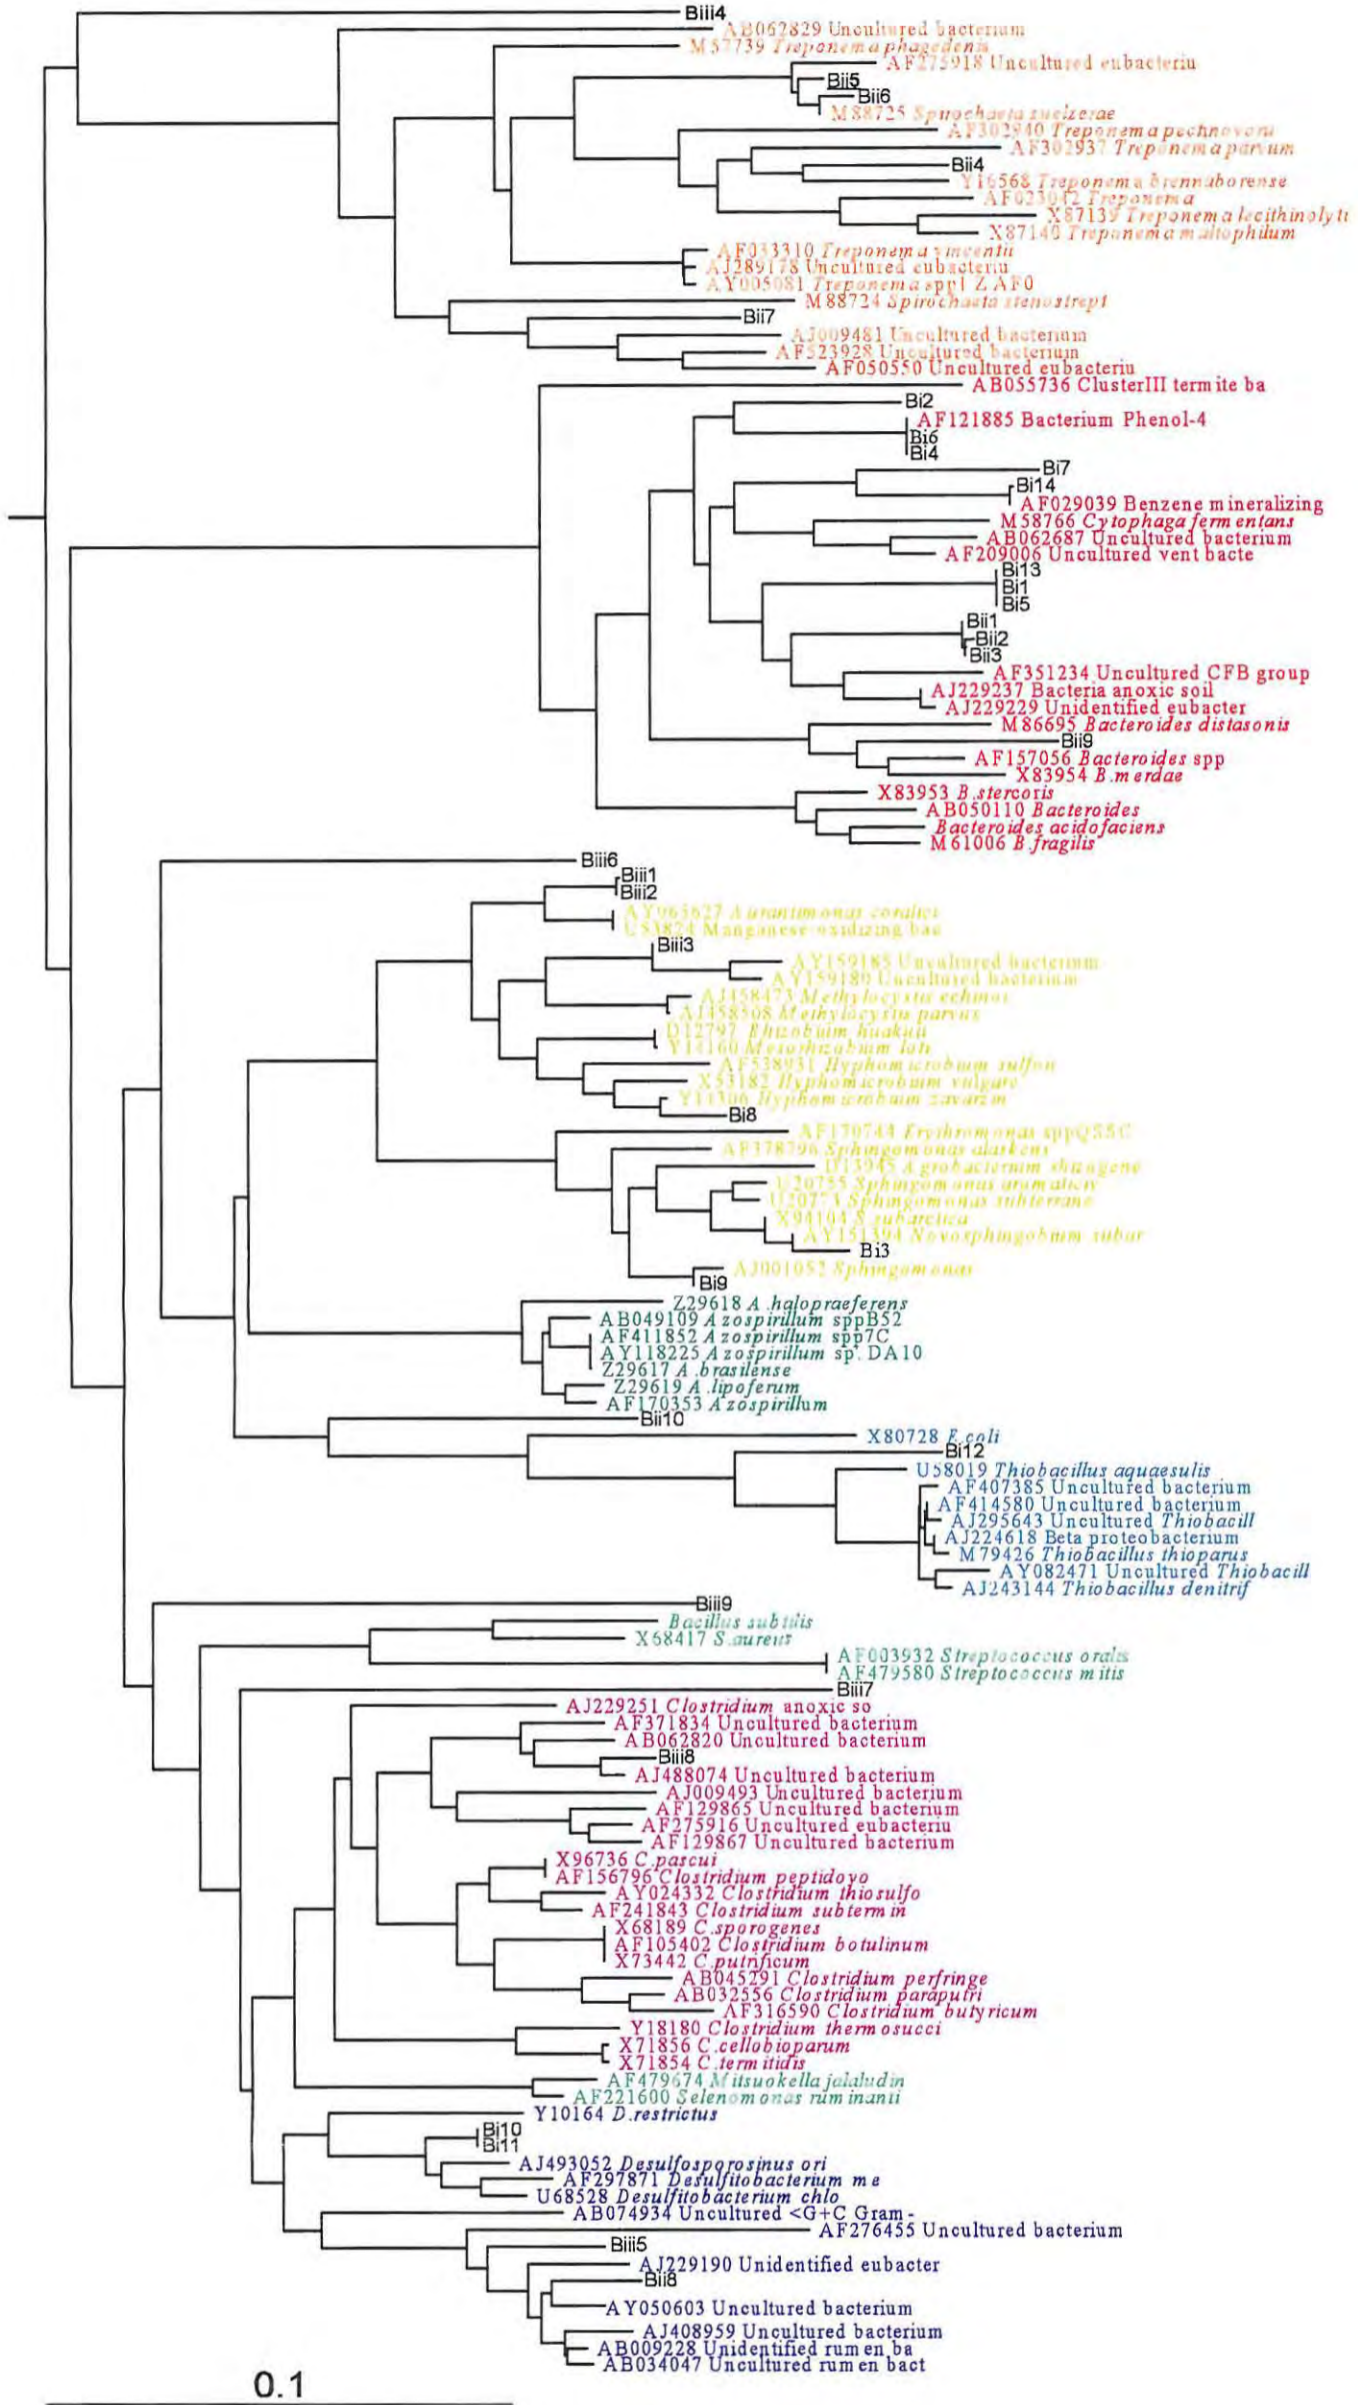 Biii4
AB062829 Uncultured bacterium
M57739 Treponema phagedenis
AF275918 Uncultured eubacteriu
Bii5
Bii6
M88725 Spirochaeta zuelzerae
AF302940 Treponema pectinovora
AF302937 Treponema parvum
Bii4
Y16568 Treponema brennaborense
AF023042 Treponema
X87139 Treponema lecithinolyti
X87140 Treponema maltophilum
AF033310 Treponema vincentii
AJ289178 Uncultured eubacteriu
AY005081 Treponema spp1 ZAF0
M88724 Spirochaeta stenostrept
Bii7
AJ009481 Uncultured bacterium
AF523928 Uncultured bacterium
AF050550 Uncultured eubacteriu
AB055736 ClusterIII termite ba
Bi2
AF121885 Bacterium Phenol-4
Bi6
Bi4
Bi7
Bi14
AF029039 Benzene mineralizing
M58766 Cytophaga fermentans
AB062687 Uncultured bacterium
AF209006 Uncultured vent bacte
Bi13
Bi1
Bi5
Bii1
Bii2
Bii3
AF351234 Uncultured CFB group
AJ229237 Bacteria anoxic soil
AJ229229 Unidentified eubacter
M86695 Bacteroides distasonis
Bii9
AF157056 Bacteroides spp
X83954 B.merdae
X83953 B.stercoris
AB050110 Bacteroides
Bacteroides acidofaciens
M61006 B.fragilis
Biii6
Biii1
Biii2
AY065627 Aurantimonas coralici
U53824 Manganese-oxidizing bac
Biii3
AY159185 Uncultured bacterium
AY159180 Uncultured bacterium
AJ458473 Methylocystis echinoi
AJ458508 Methylocystis parvus
D12797 Rhizobuim huakuii
Y14160 Mesorhizobuim loti
AF538931 Hyphomicrobuim sulfon
X53182 Hyphomicrobuim vulgare
Y11306 Hyphomicrobuim zavarzin
Bi8
AF170744 Erythromonas sppQSSC
AF378796 Sphingomonas alaskens
D13945 Agrobacterium rhizogene
U20755 Sphingomonas aromaticiv
U20773 Sphingomonas subterrane
X94104 S.subarctica
AY151394 Novosphingobium subar
Bi3
AJ001052 Sphingomonas
Bi9
Z29618 A.halopraeferens
AB049109 Azospirillum sppB52
AF411852 Azospirillum spp7C
AY118225 Azospirillum sp. DA10
Z29617 A.brasilense
Z29619 A.lipoferum
AF170353 Azospirillum
Bii10
X80728 E.coli
Bi12
U58019 Thiobacillus aquaesulis
AF407385 Uncultured bacterium
AF414580 Uncultured bacterium
AJ295643 Uncultured Thiobacill
AJ224618 Beta proteobacterium
M79426 Thiobacillus thioparus
AY082471 Uncultured Thiobacill
AJ243144 Thiobacillus denitrif
Biii9
Bacillus subtilis
X68417 S.aureus
AF003932 Streptococcus oralis
AF479580 Streptococcus mitis
Biii7
AJ229251 Clostridium anoxic so
AF371834 Uncultured bacterium
AB062820 Uncultured bacterium
Biii8
AJ488074 Uncultured bacterium
AJ009493 Uncultured bacterium
AF129865 Uncultured bacterium
AF275916 Uncultured eubacteriu
AF129867 Uncultured bacterium
X96736 C.pascui
AF156796 Clostridium peptidovo
AY024332 Clostridium thiosulfo
AF241843 Clostridium subtermin
X68189 C.sporogenes
AF105402 Clostridium botulinum
X73442 C.putrificum
AB045291 Clostridium perfringe
AB032556 Clostridium paraputri
AF316590 Clostridium butyricum
Y18180 Clostridium thermosucci
X71856 C.cellobioparum
X71854 C.termitidis
AF479674 Mitsuokella jalaludin
AF221600 Selenomonas ruminanti
Y10164 D.restrictus
Bi10
Bi11
AJ493052 Desulfosporosinus ori
AF297871 Desulfitobacterium me
U68528 Desulfitobacterium chlo
AB074934 Uncultured <G+C Gram-
AF276455 Uncultured bacterium
Biii5
AJ229190 Unidentified eubacter
Bii8
AY050603 Uncultured bacterium
AJ408959 Uncultured bacterium
AB009228 Unidentified rumen ba
AB034047 Uncultured rumen bact
0.1